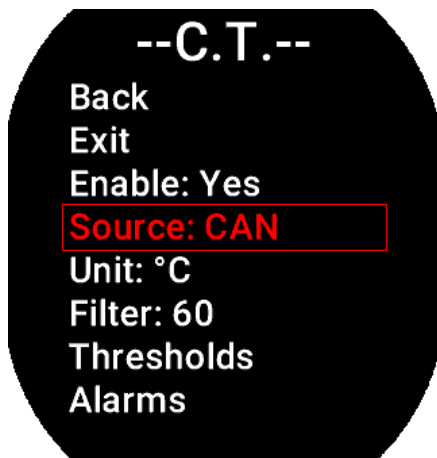 --C.T.--
Back
Exit
Enable: Yes
Source: CAN
Unit: °C
Filter: 60
Thresholds
Alarms